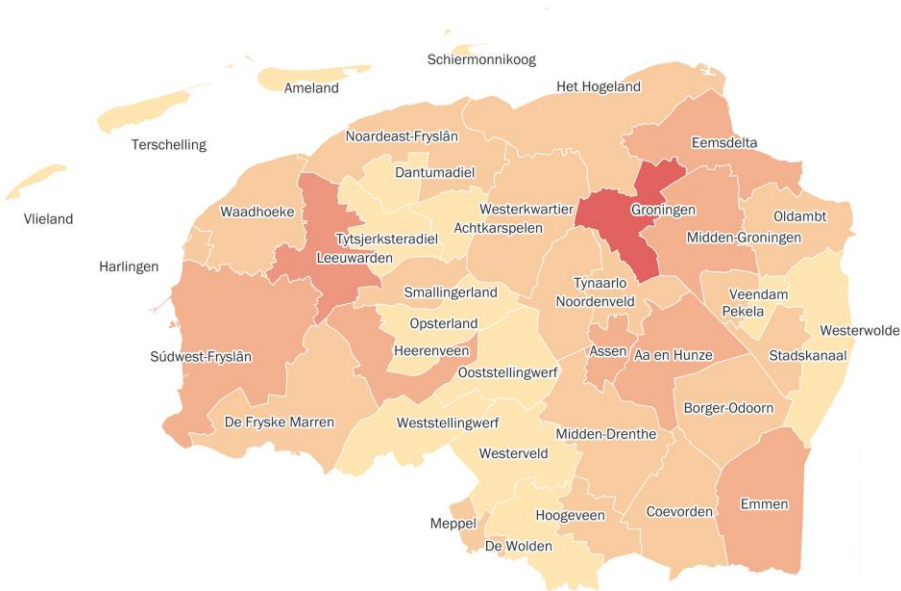 Schiermonnikoog
Ameland
Het Hogeland
Terschelling
Noardeast-Fryslân
Eemsdelta
Dantumadiel
Vlieland
Waadhoeke
Westerkwartier
Groningen
Oldambt
Achtkarspelen
Tytsjerksteradiel
Midden-Groningen
Leeuwarden
Harlingen
Tynaarlo
Smallingerland
Veendam
Noordenveld
Pekela
Opsterland
Westerwolde
Súdwest-Fryslân
Heerenveen
Assen
Aa en Hunze
Stadskanaal
Ooststellingwerf
De Fryske Marren
Weststellingwerf
Borger-Odoorn
Midden-Drenthe
Westerveld
Emmen
Meppel
Hoogeveen
Coevorden
De Wolden